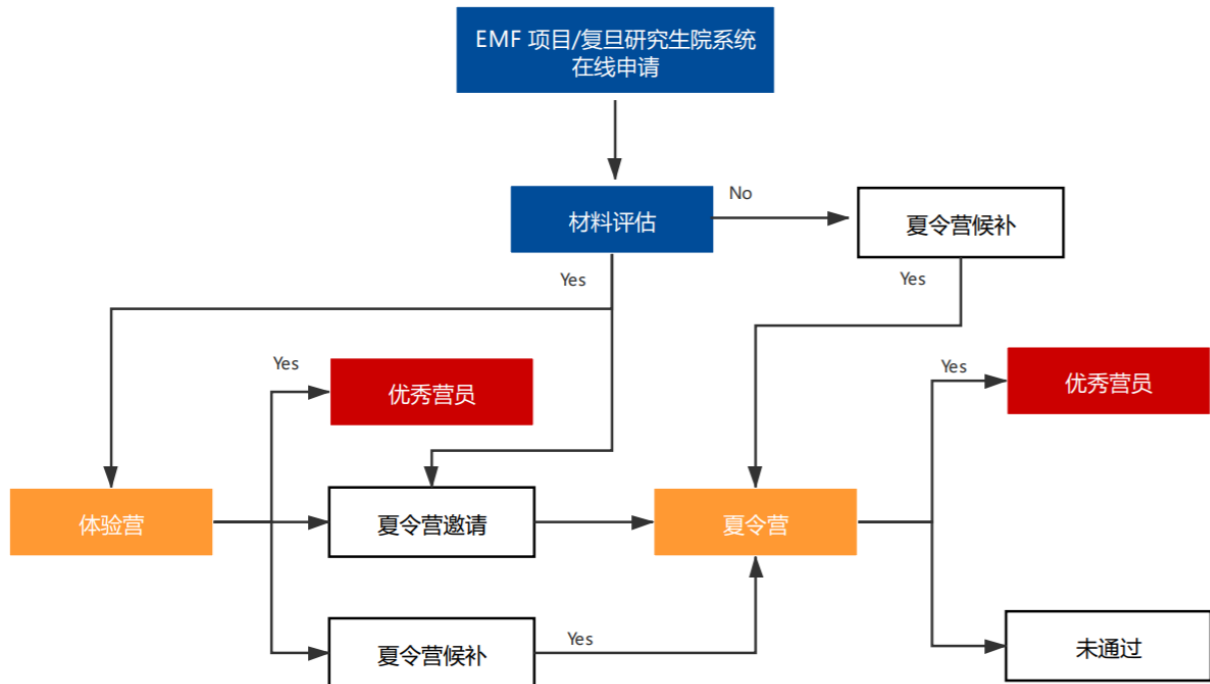 EMF 项目/复旦研究生院系统
在线申请
材料评估
No
夏令营候补
Yes
Yes
Yes
优秀营员
Yes
优秀营员
体验营
夏令营邀请
夏令营
夏令营候补
Yes
未通过